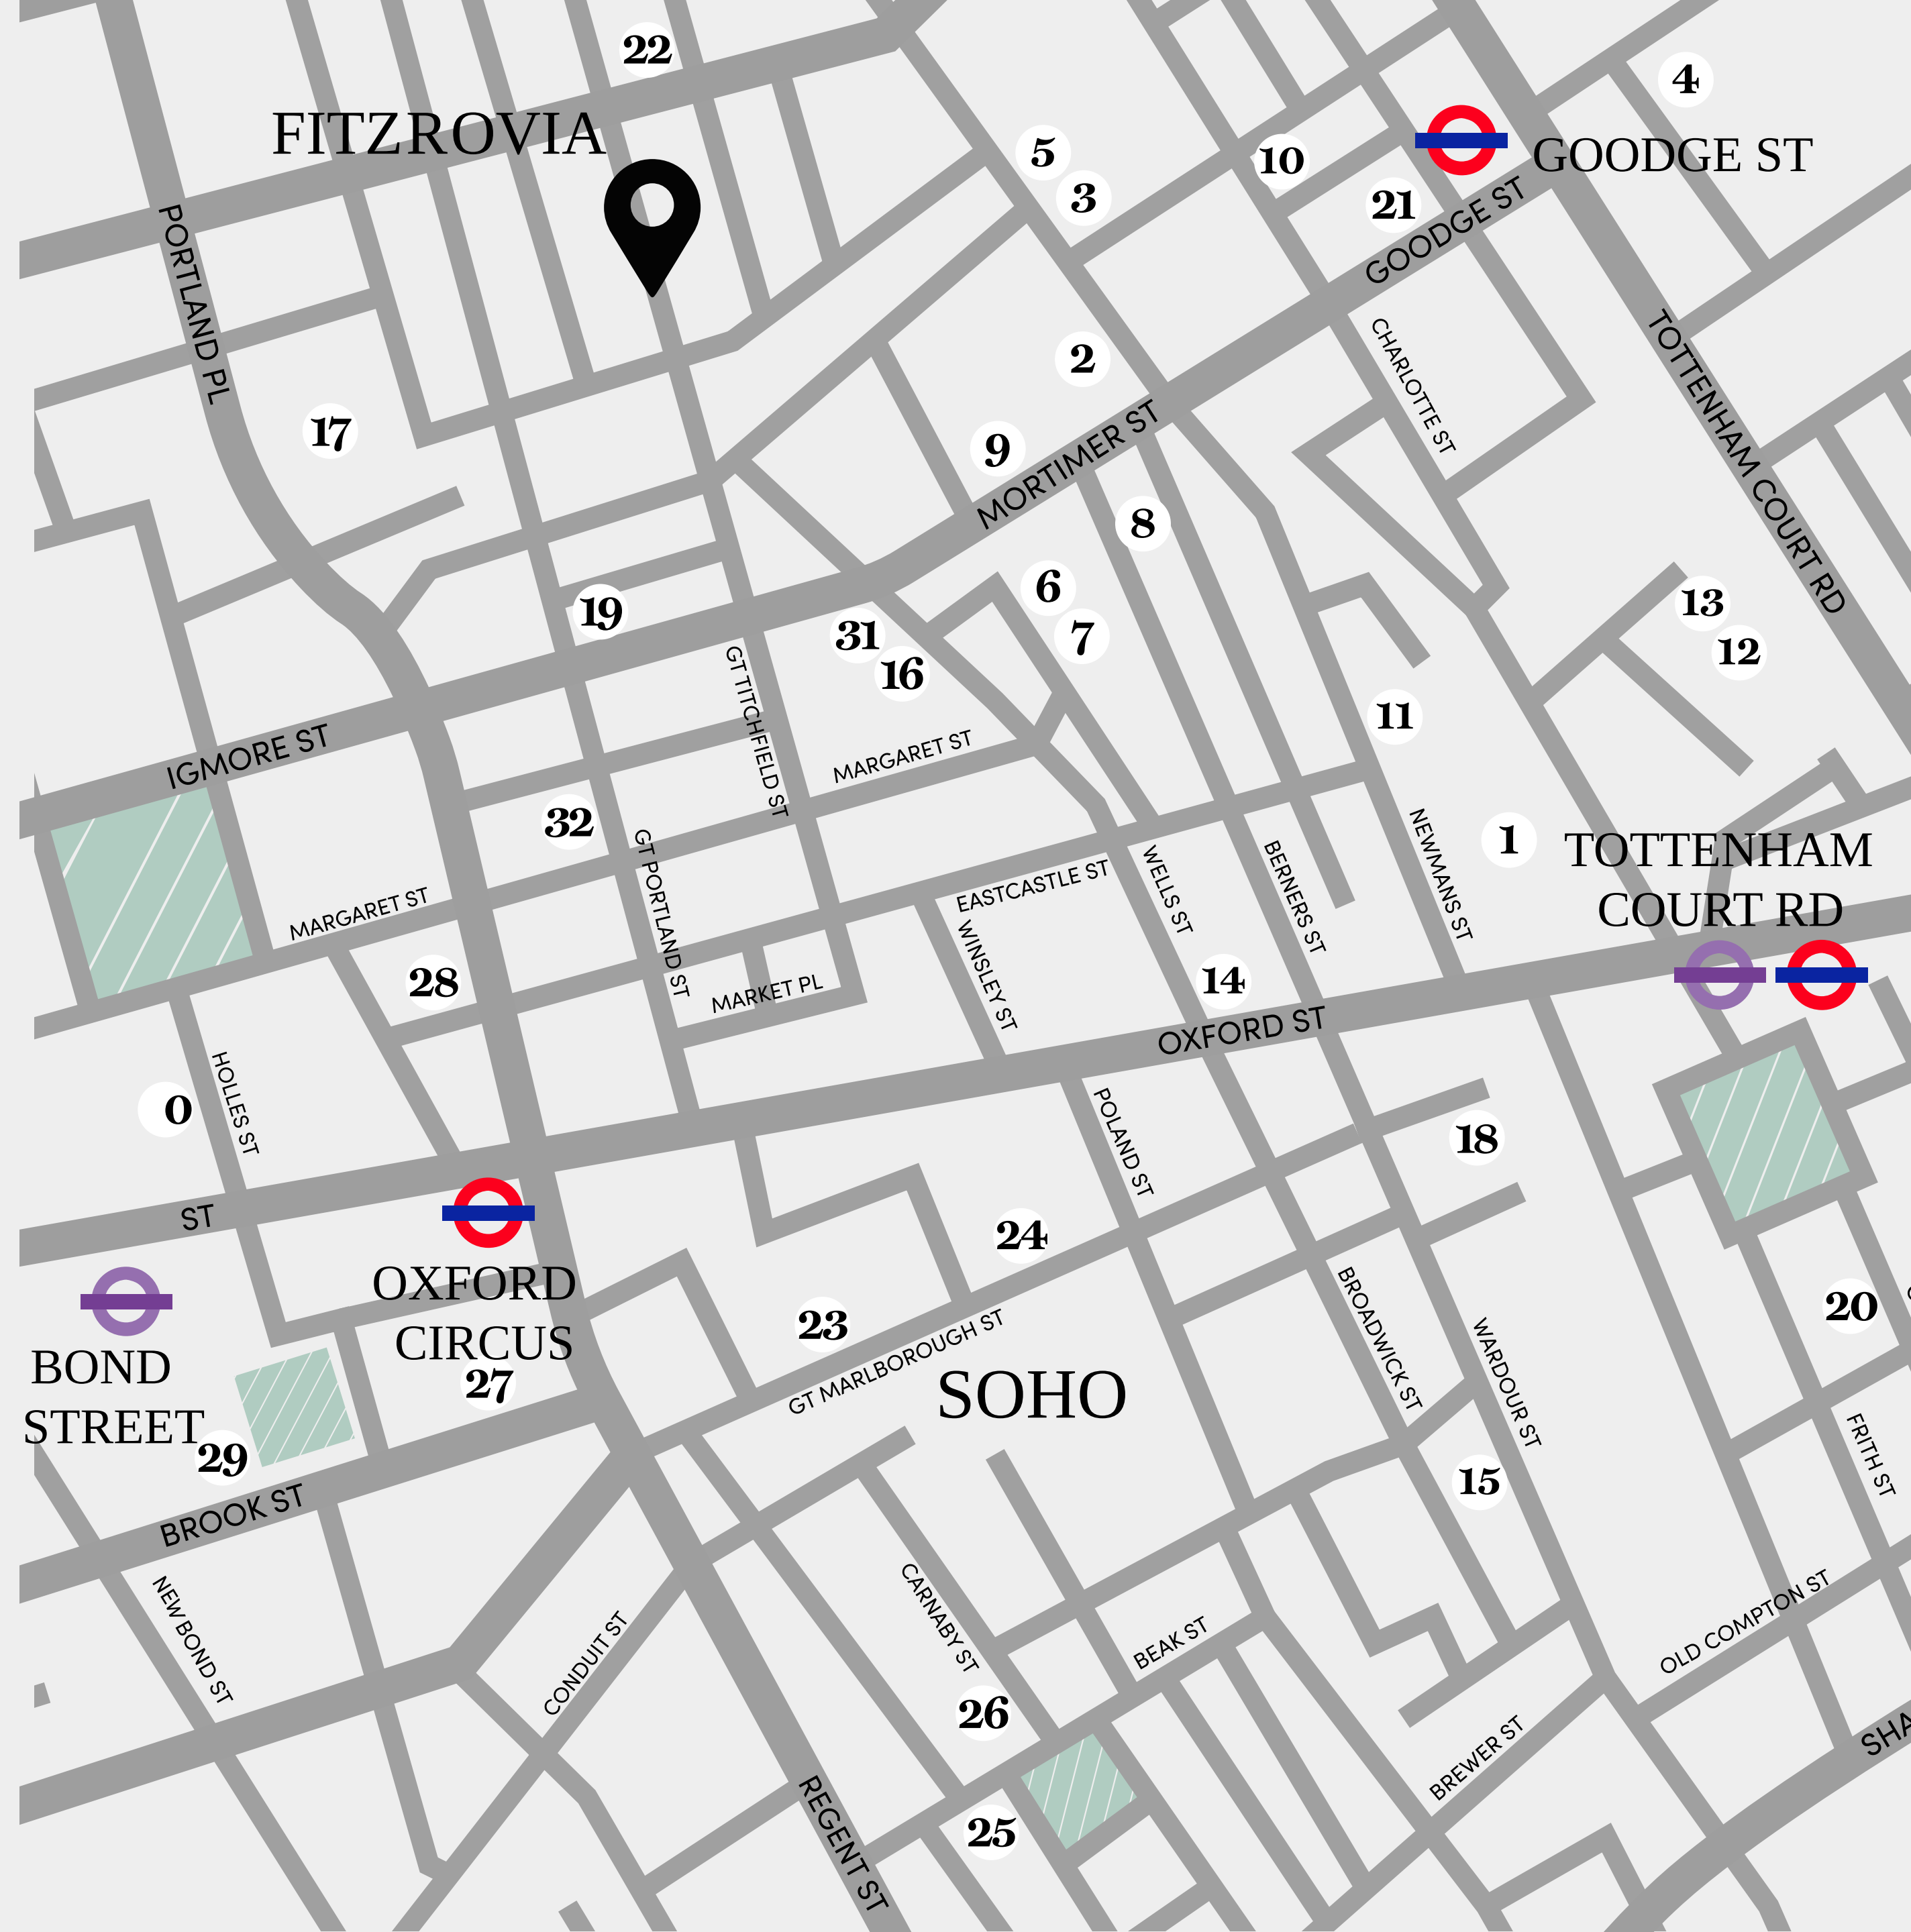 22
4
FITZROVIA
5
10
GOODGE ST
3
21
GOODGE ST
PORTLAND PL
2
CHARLOTTE ST
TOTTENHAM COURT RD
17
9
MORTIMER ST
8
6
19
13
31
7
12
16
GT TITCHFIELD ST
11
IGMORE ST
MARGARET ST
32
1
TOTTENHAM
COURT RD
GT PORTLAND ST
EASTCASTLE ST
WELLS ST
BERNERS ST
NEWMANS ST
MARGARET ST
28
WINSLEY ST
14
MARKET PL
OXFORD ST
HOLLES ST
0
POLAND ST
18
ST
24
OXFORD
CIRCUS
23
20
BOND
STREET
27
GT MARLBOROUGH ST
SOHO
BROADWICK ST
WARDOUR ST
29
15
FRITH ST
BROOK ST
NEW BOND ST
CONDUIT ST
CARNABY ST
BEAK ST
OLD COMPTON ST
26
BREWER ST
SHA
25
REGENT ST